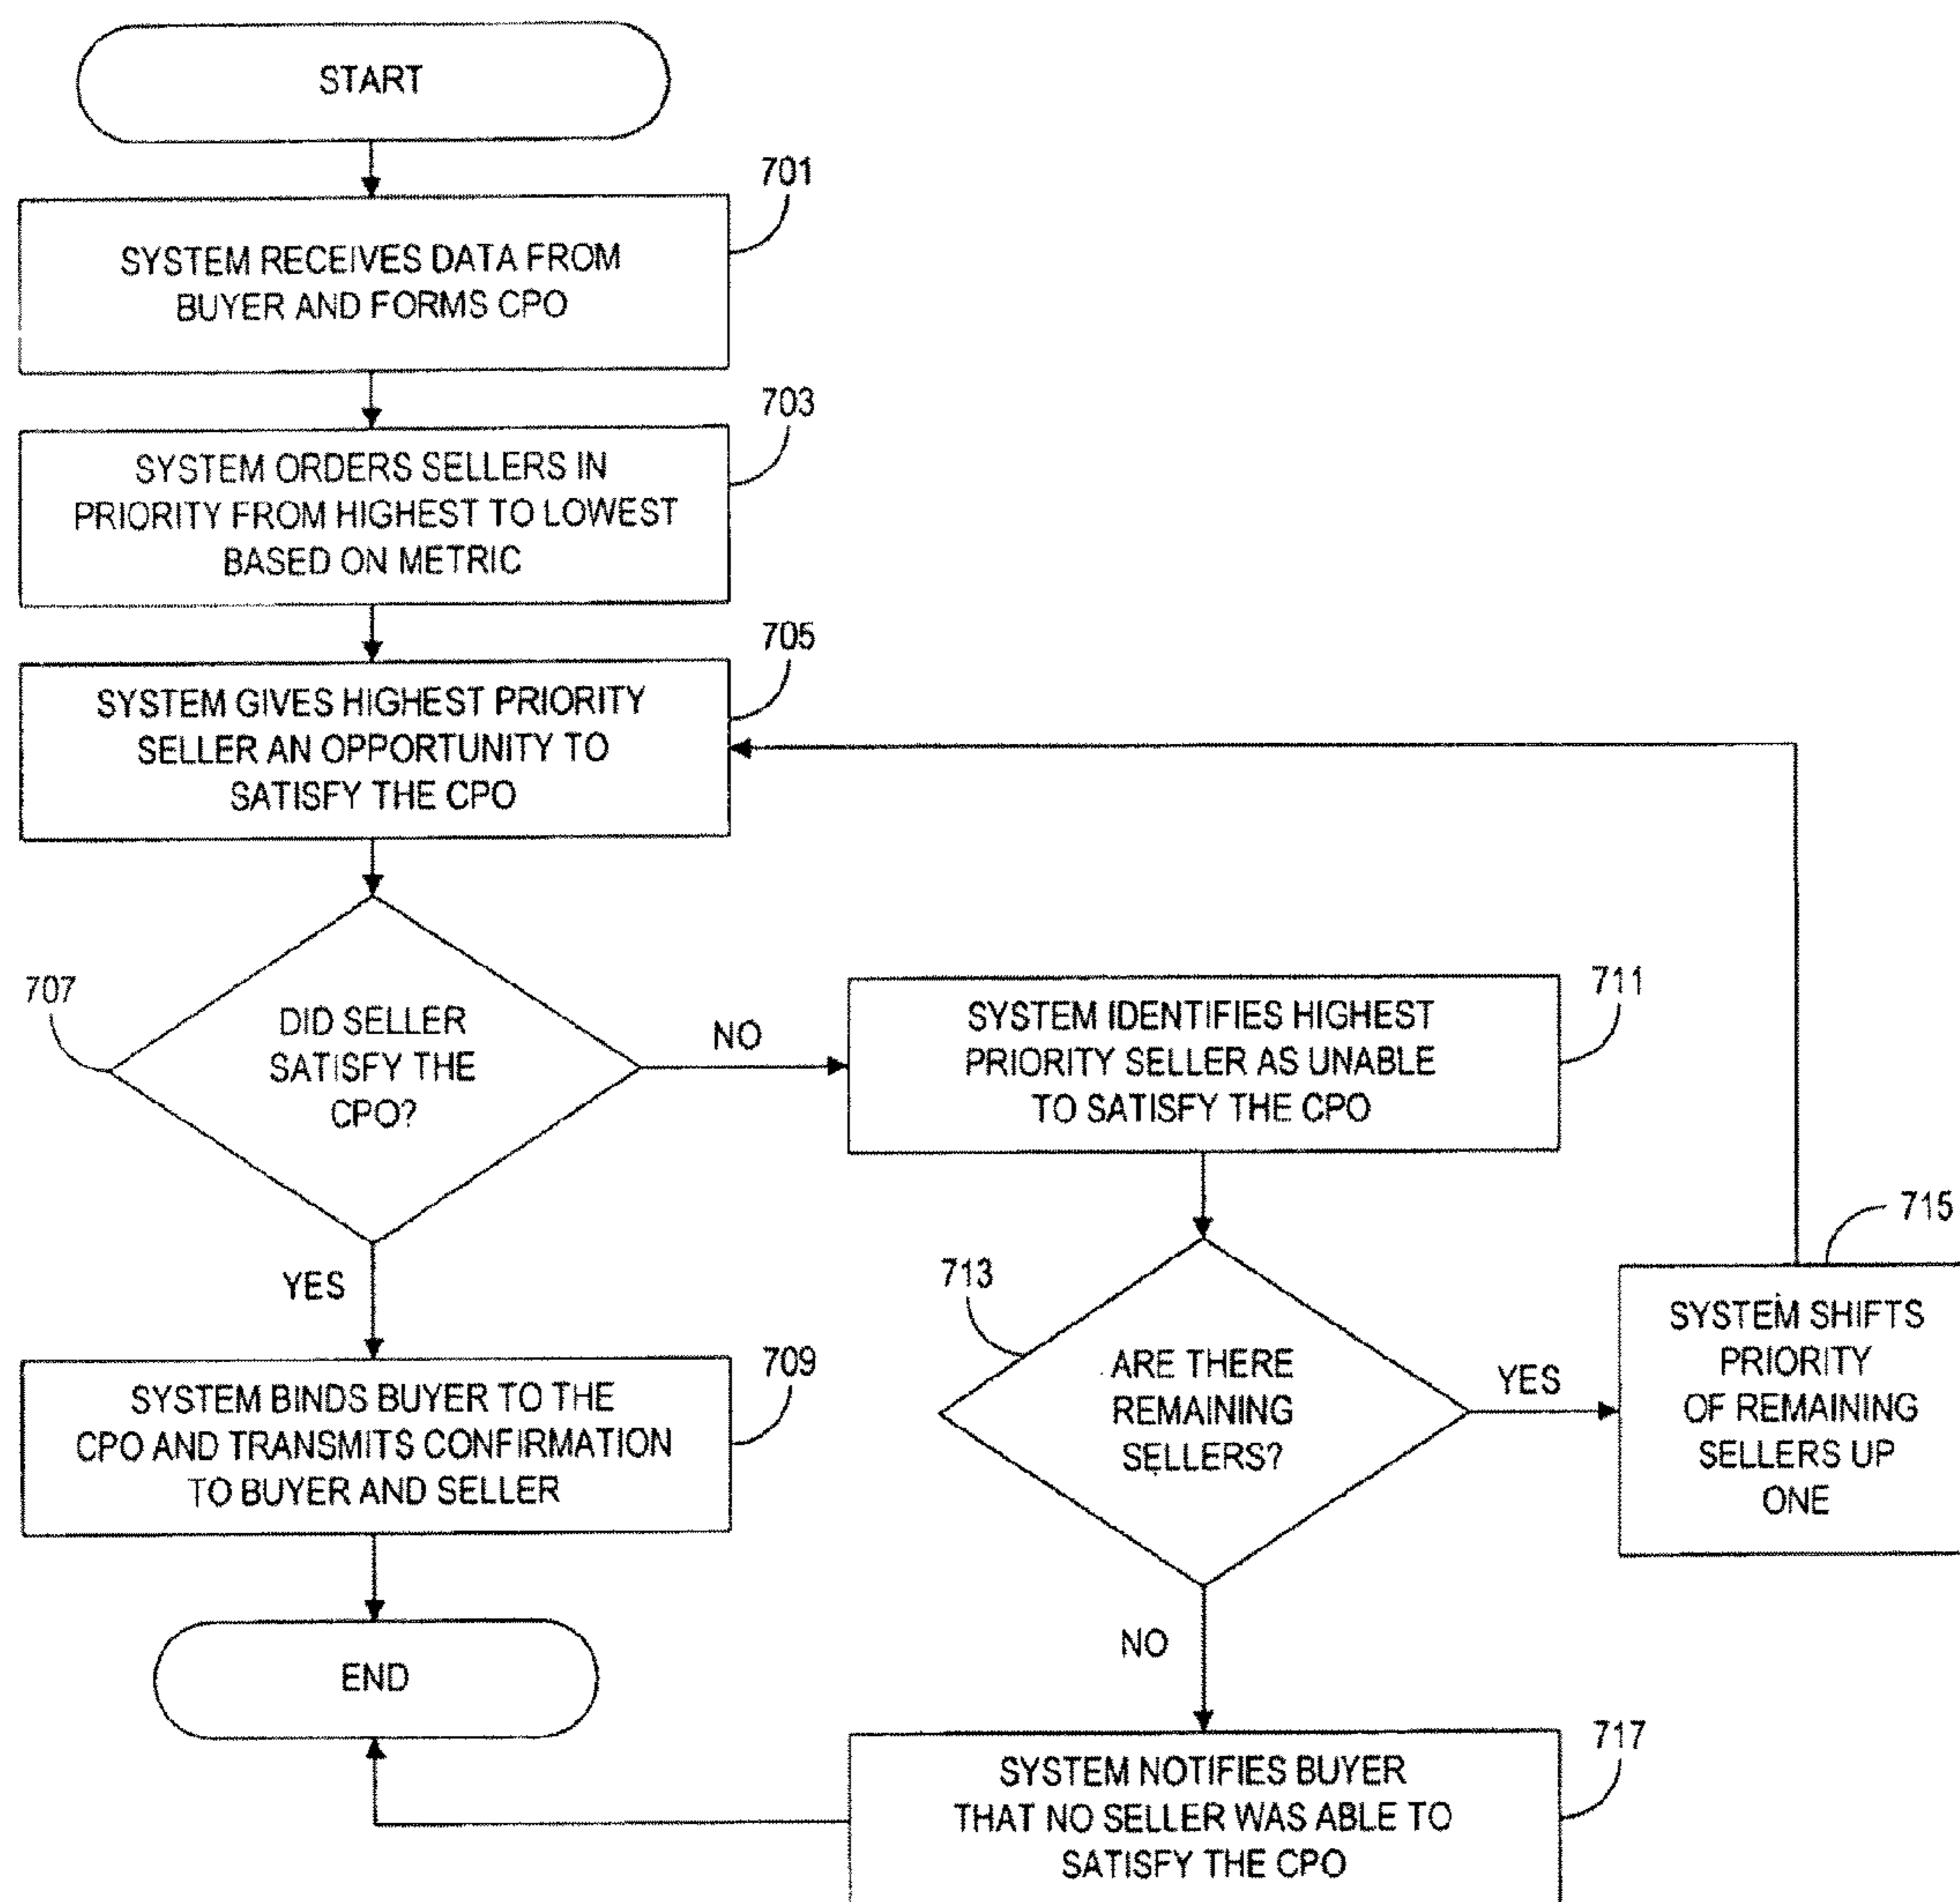 START
701
SYSTEM RECEIVES DATA FROM
BUYER AND FORMS CPO
703
SYSTEM ORDERS SELLERS IN
PRIORITY FROM HIGHEST TO LOWEST
BASED ON METRIC
705
SYSTEM GIVES HIGHEST PRIORITY
SELLER AN OPPORTUNITY TO
SATISFY THE CPO
707
DID SELLER
SATISFY THE
CPO?
NO
711
SYSTEM IDENTIFIES HIGHEST
PRIORITY SELLER AS UNABLE
TO SATISFY THE CPO
YES
709
SYSTEM BINDS BUYER TO THE
CPO AND TRANSMITS CONFIRMATION
TO BUYER AND SELLER
713
ARE THERE
REMAINING
SELLERS?
YES
715
SYSTEM SHIFTS
PRIORITY
OF REMAINING
SELLERS UP
ONE
NO
717
SYSTEM NOTIFIES BUYER
THAT NO SELLER WAS ABLE TO
SATISFY THE CPO
END